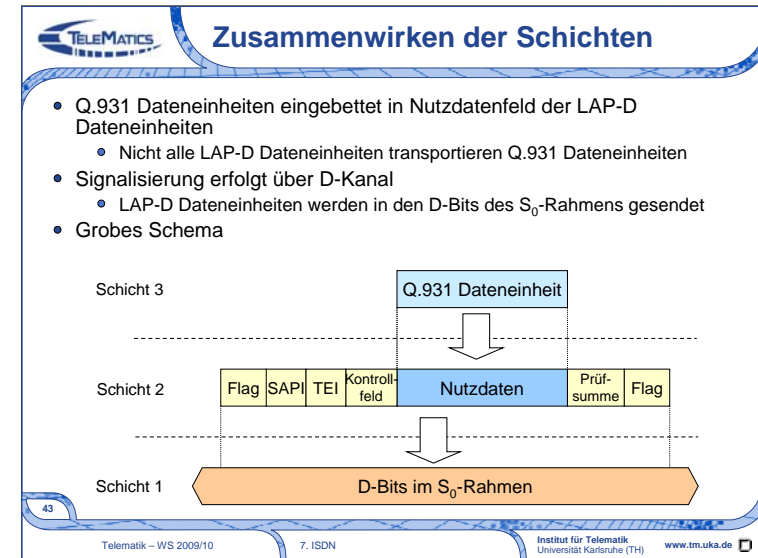 TELEMATICS
Zusammenwirken der Schichten
• Q.931 Dateneinheiten eingebettet in Nutzdatenfeld der LAP-D
Dateneinheiten
• Nicht alle LAP-D Dateneinheiten transportieren Q.931 Dateneinheiten
• Signalisierung erfolgt über D-Kanal
• LAP-D Dateneinheiten werden in den D-Bits des S₀-Rahmens gesendet
• Grobes Schema
Schicht 3
Q.931 Dateneinheit
Schicht 2
Flag
SAPI
TEI
Kontroll-
feld
Nutzdaten
Prüf-
summe
Flag
Schicht 1
D-Bits im S₀-Rahmen
43
Telematik – WS 2009/10
7. ISDN
Institut für Telematik
Universität Karlsruhe (TH)
www.tm.uka.de